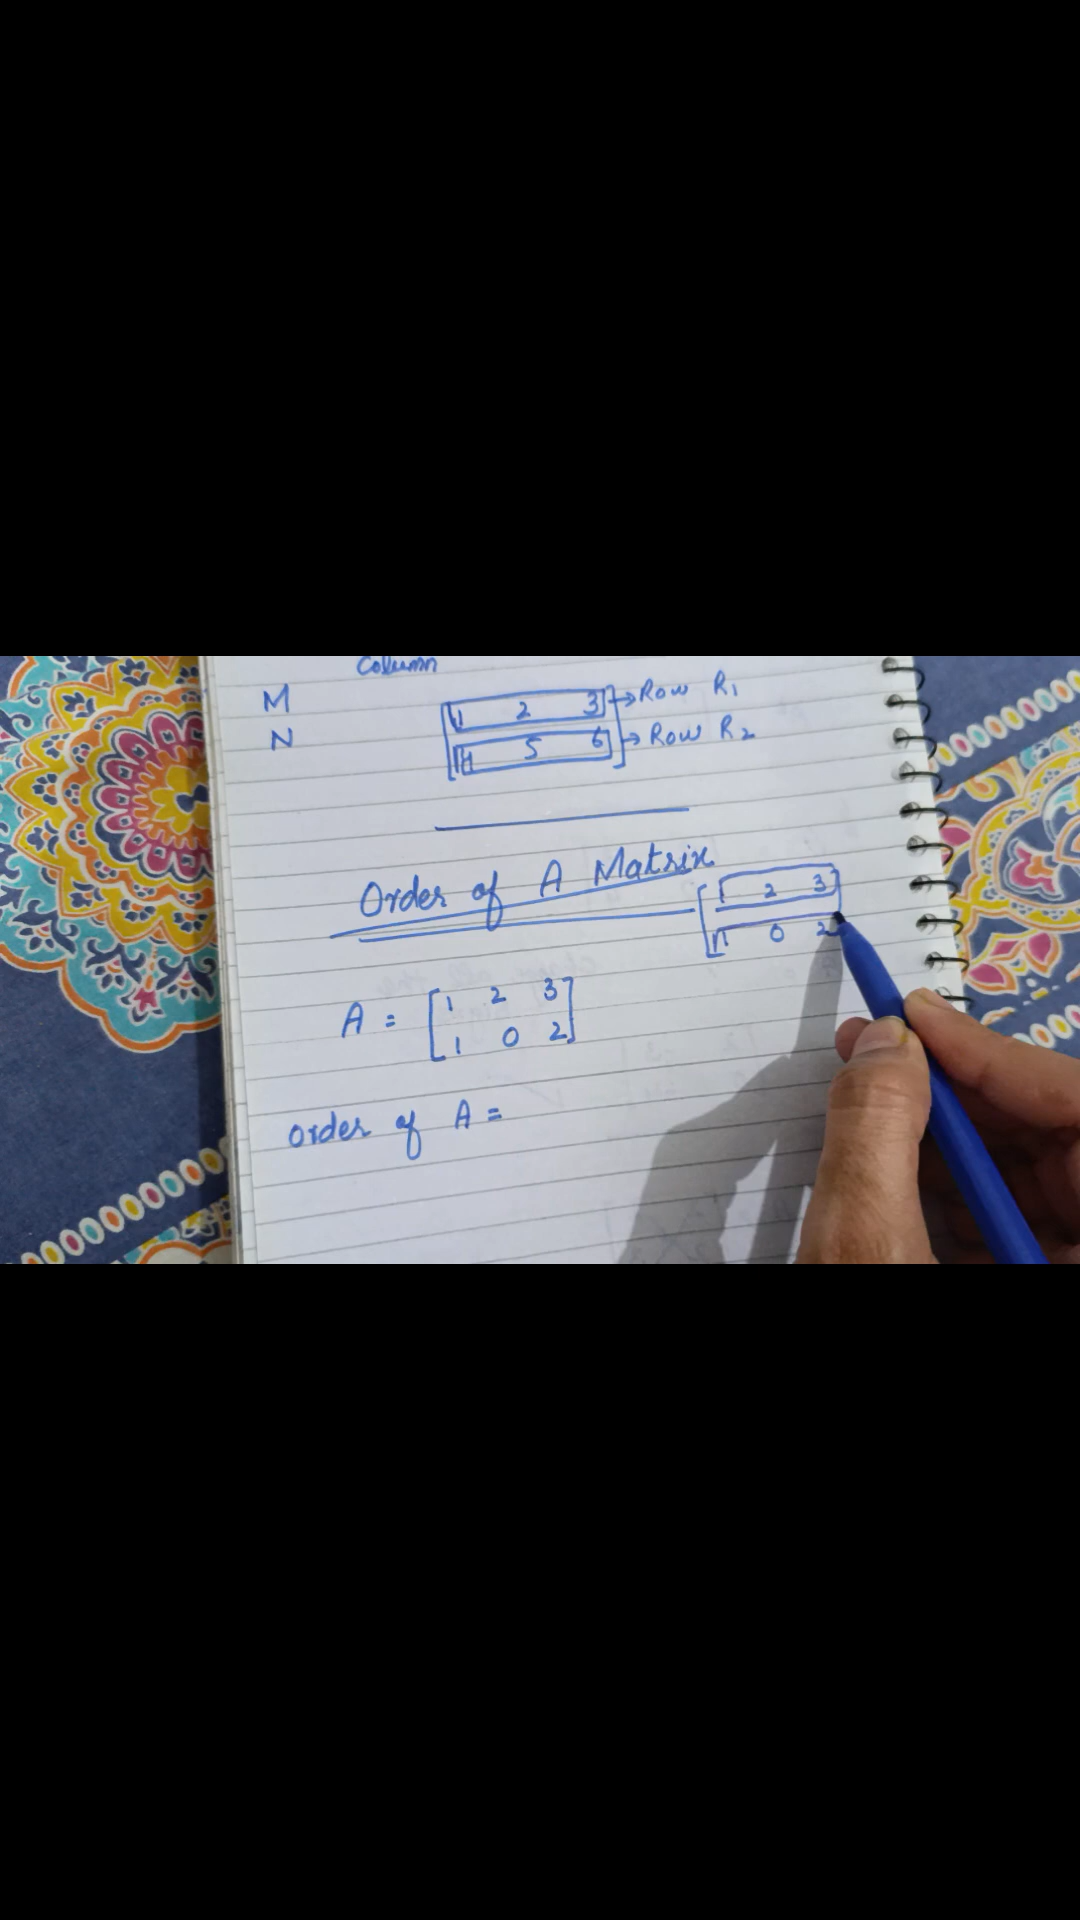 Column
M
N
1 2 3 → Row R1
4 5 6 → Row R2
Order of A Matrix
1 2 3
1 0 2
A = [1 2 3
1 0 2]
order of A =